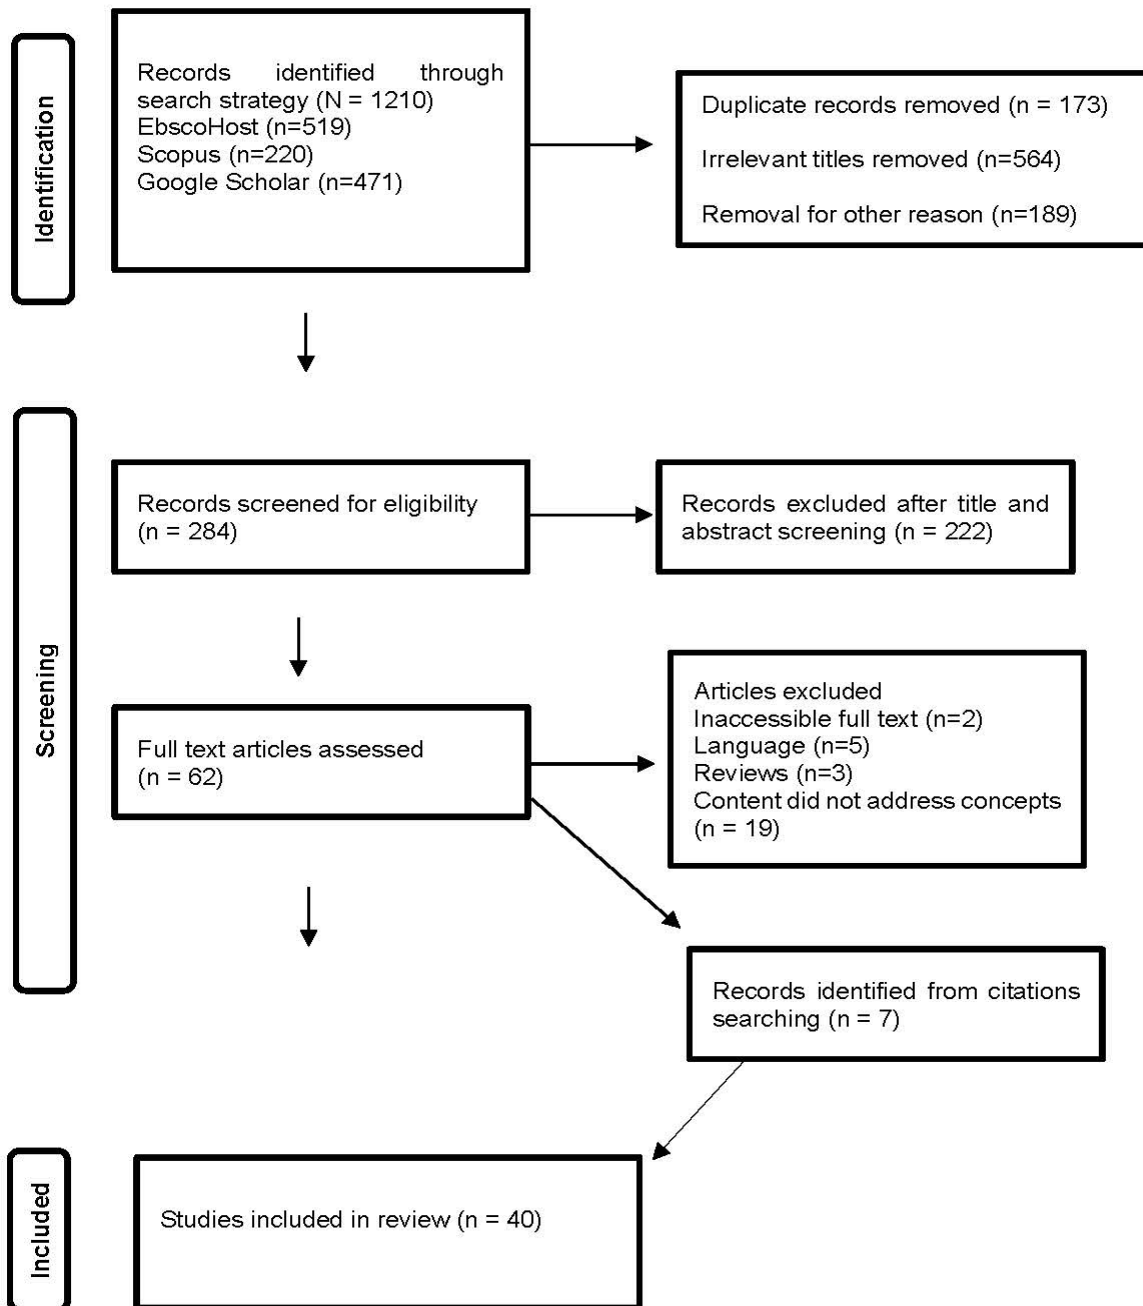 Identification
Records identified through
search strategy (N = 1210)
EbscoHost (n=519)
Scopus (n=220)
Google Scholar (n=471)
Duplicate records removed (n = 173)
Irrelevant titles removed (n=564)
Removal for other reason (n=189)
Screening
Records screened for eligibility
(n = 284)
Records excluded after title and
abstract screening (n = 222)
Full text articles assessed
(n = 62)
Articles excluded
Inaccessible full text (n=2)
Language (n=5)
Reviews (n=3)
Content did not address concepts
(n = 19)
Records identified from citations
searching (n = 7)
Included
Studies included in review (n = 40)